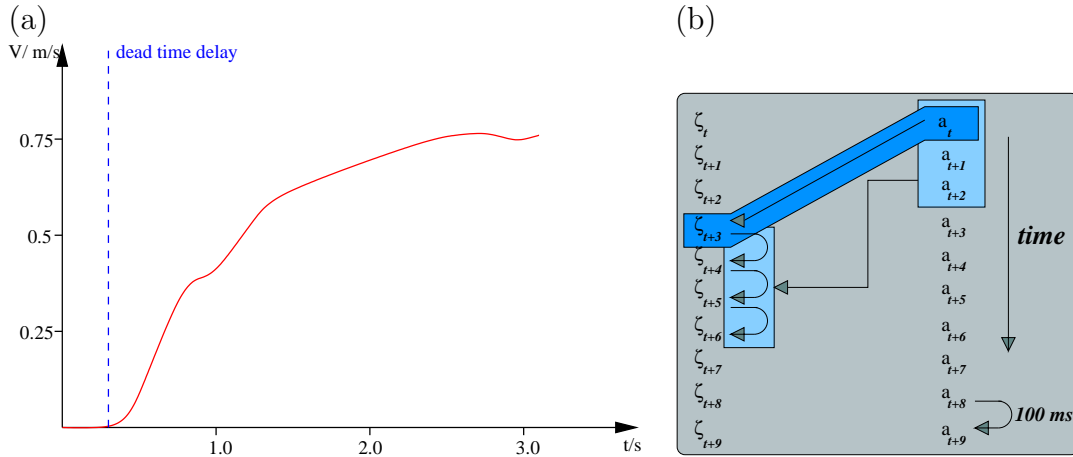 (a)
V/ m/s
dead time delay
0.75
0.5
0.25
1.0
2.0
3.0
t/s
(b)
ζt
ζt+1
ζt+2
ζt+3
ζt+4
ζt+5
ζt+6
ζt+7
ζt+8
ζt+9
at
at+1
at+2
at+3
at+4
at+5
at+6
at+7
at+8
at+9
time
100 ms